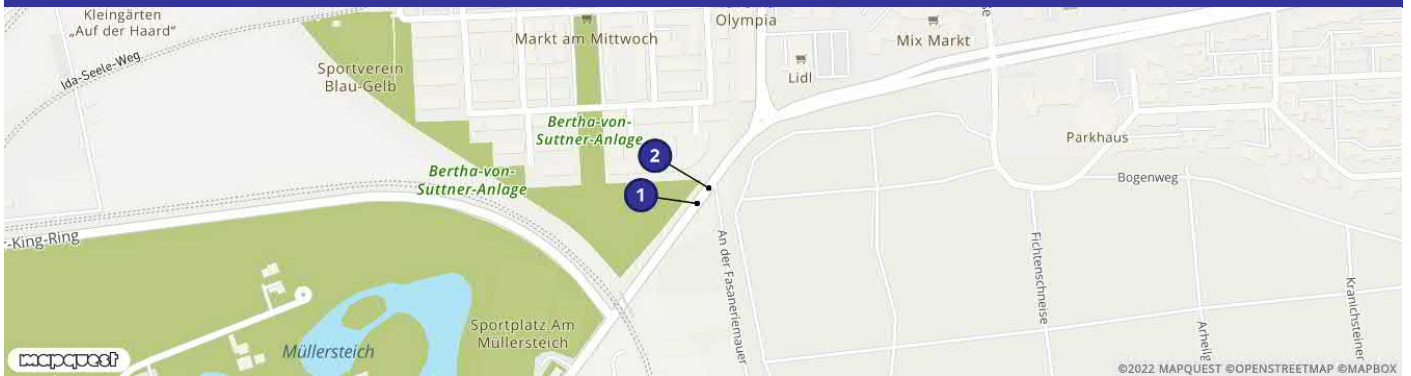 Kleingärten
„Auf der Haard"
Ida-Seele-Weg
Sportverein
Blau-Gelb
Markt am Mittwoch
Olympia
Lidl
Mix Markt
se
Parkhaus
Bertha-von-
Suttner-Anlage
Bertha-von-
Suttner-Anlage
2
1
Bogenweg
r-King-Ring
An der Fasaneriemauer
Fichtenschneise
Arheilg
Kranichsteiner
Sportplatz Am
Müllersteich
Müllersteich
mapquest
©2022 MAPQUEST ©OPENSTREETMAP ©MAPBOX